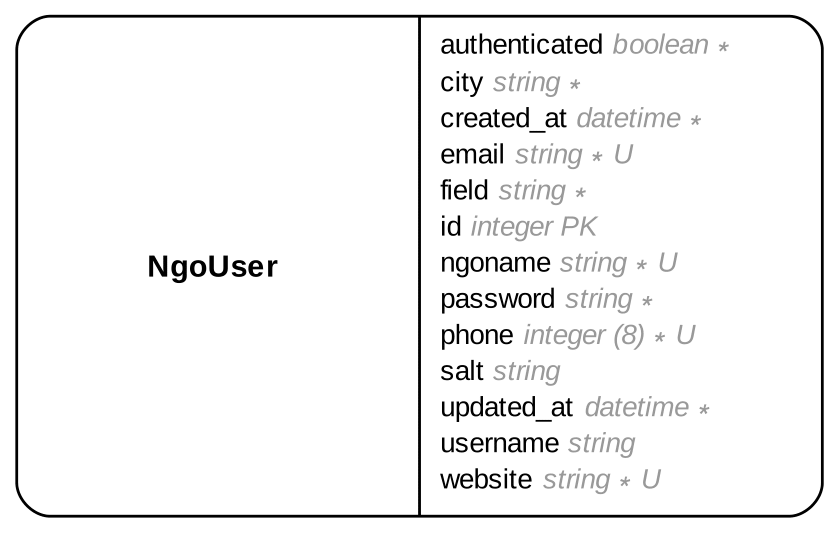 NgoUser
authenticated boolean *
city string *
created_at datetime *
email string * U
field string *
id integer PK
ngoname string * U
password string *
phone integer (8) * U
salt string
updated_at datetime *
username string
website string * U